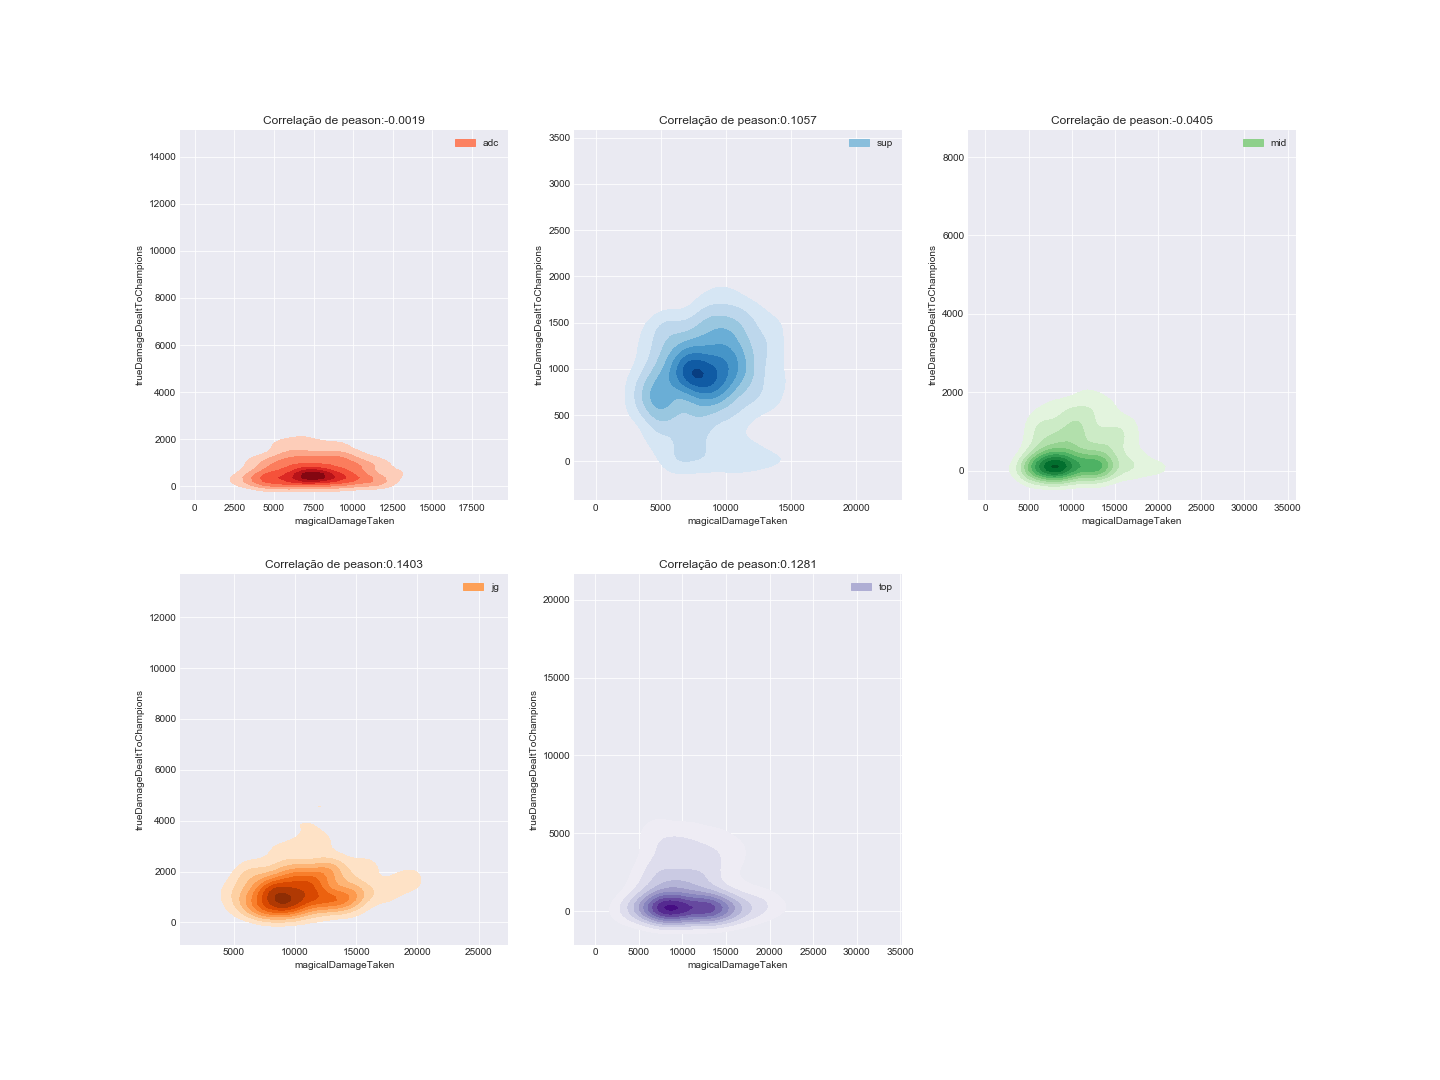 Correlação de peason:-0.0019
adc
14000
12000
10000
8000
6000
4000
2000
0
trueDamageDealtToChampions
0 2500 5000 7500 10000 12500 15000 17500
magicalDamageTaken
Correlação de peason:0.1057
sup
3500
3000
2500
2000
1500
1000
500
0
trueDamageDealtToChampions
0 5000 10000 15000 20000
magicalDamageTaken
Correlação de peason:-0.0405
mid
8000
6000
4000
2000
0
trueDamageDealtToChampions
0 5000 10000 15000 20000 25000 30000 35000
magicalDamageTaken
Correlação de peason:0.1403
jg
12000
10000
8000
6000
4000
2000
0
trueDamageDealtToChampions
5000 10000 15000 20000 25000
magicalDamageTaken
Correlação de peason:0.1281
top
20000
15000
10000
5000
0
trueDamageDealtToChampions
0 5000 10000 15000 20000 25000 30000 35000
magicalDamageTaken